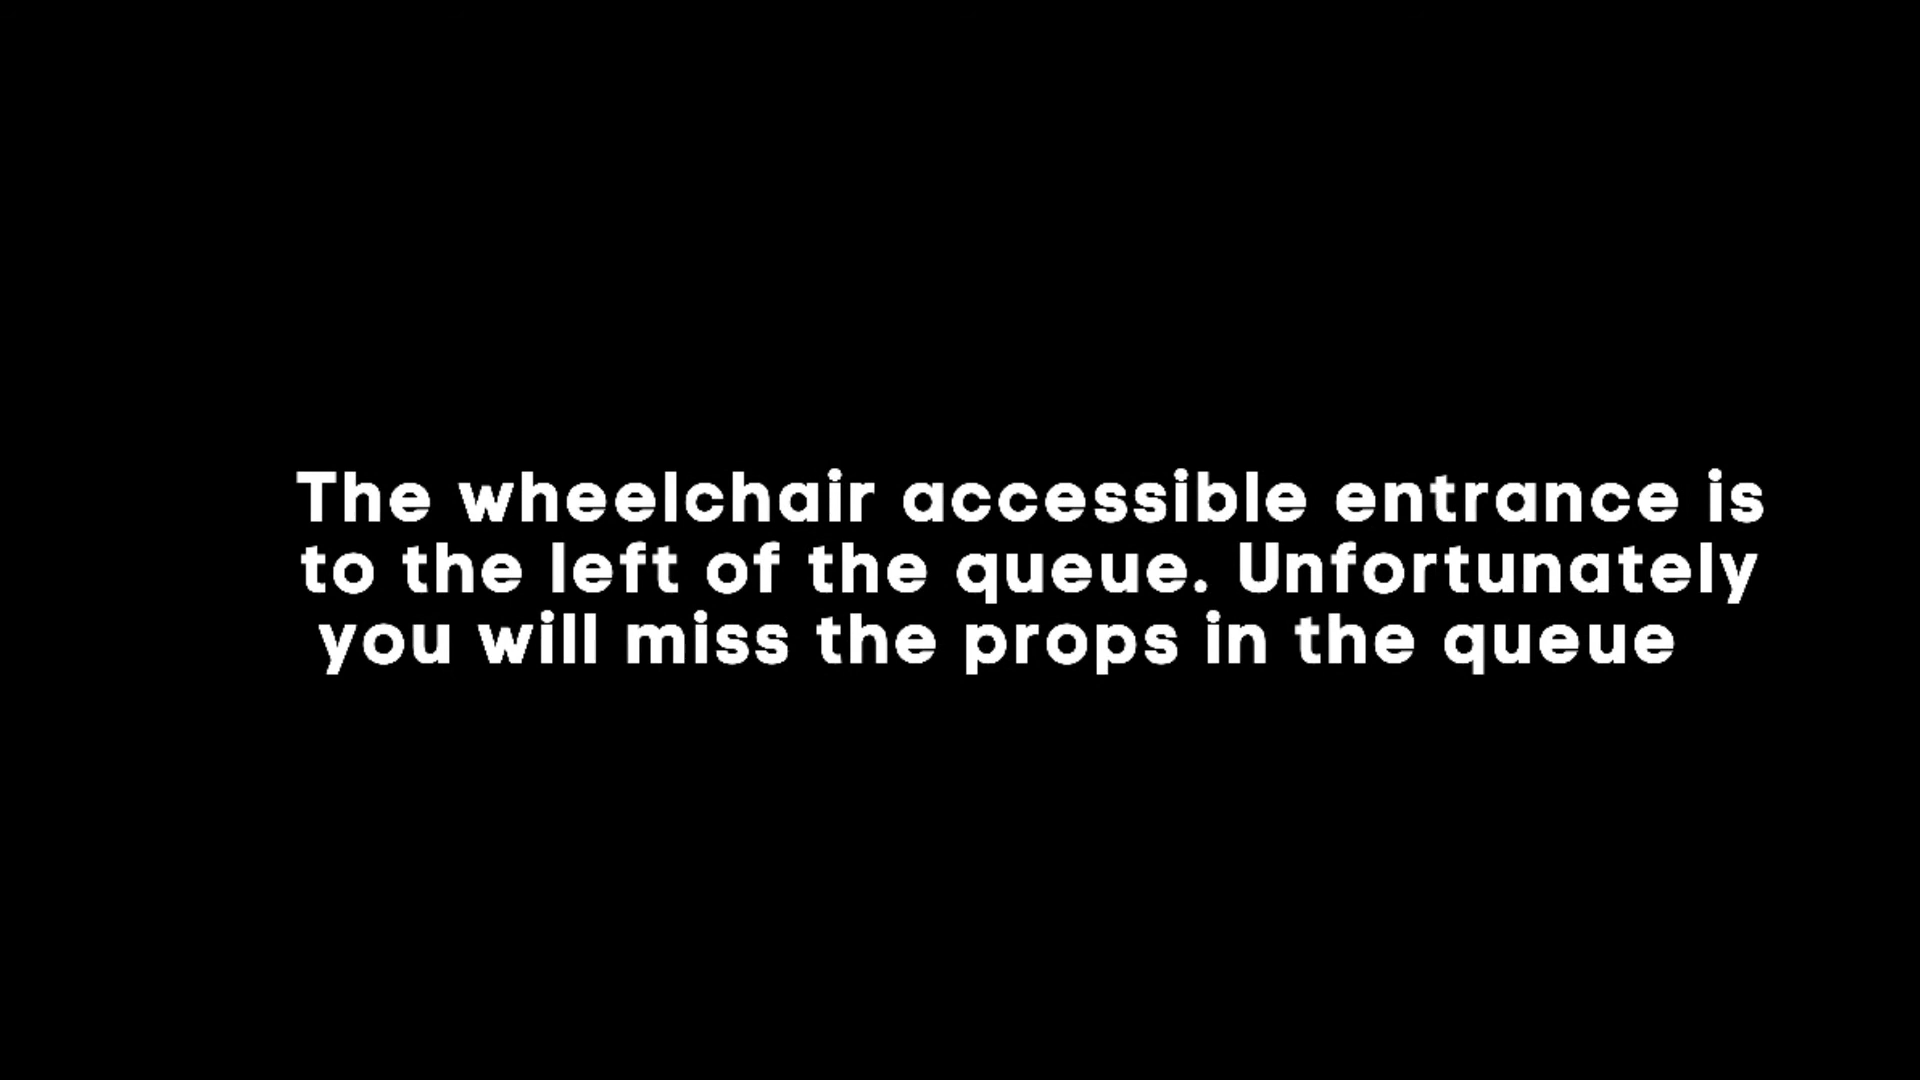 The wheelchair accessible entrance is
to the left of the queue. Unfortunately
you will miss the props in the queue